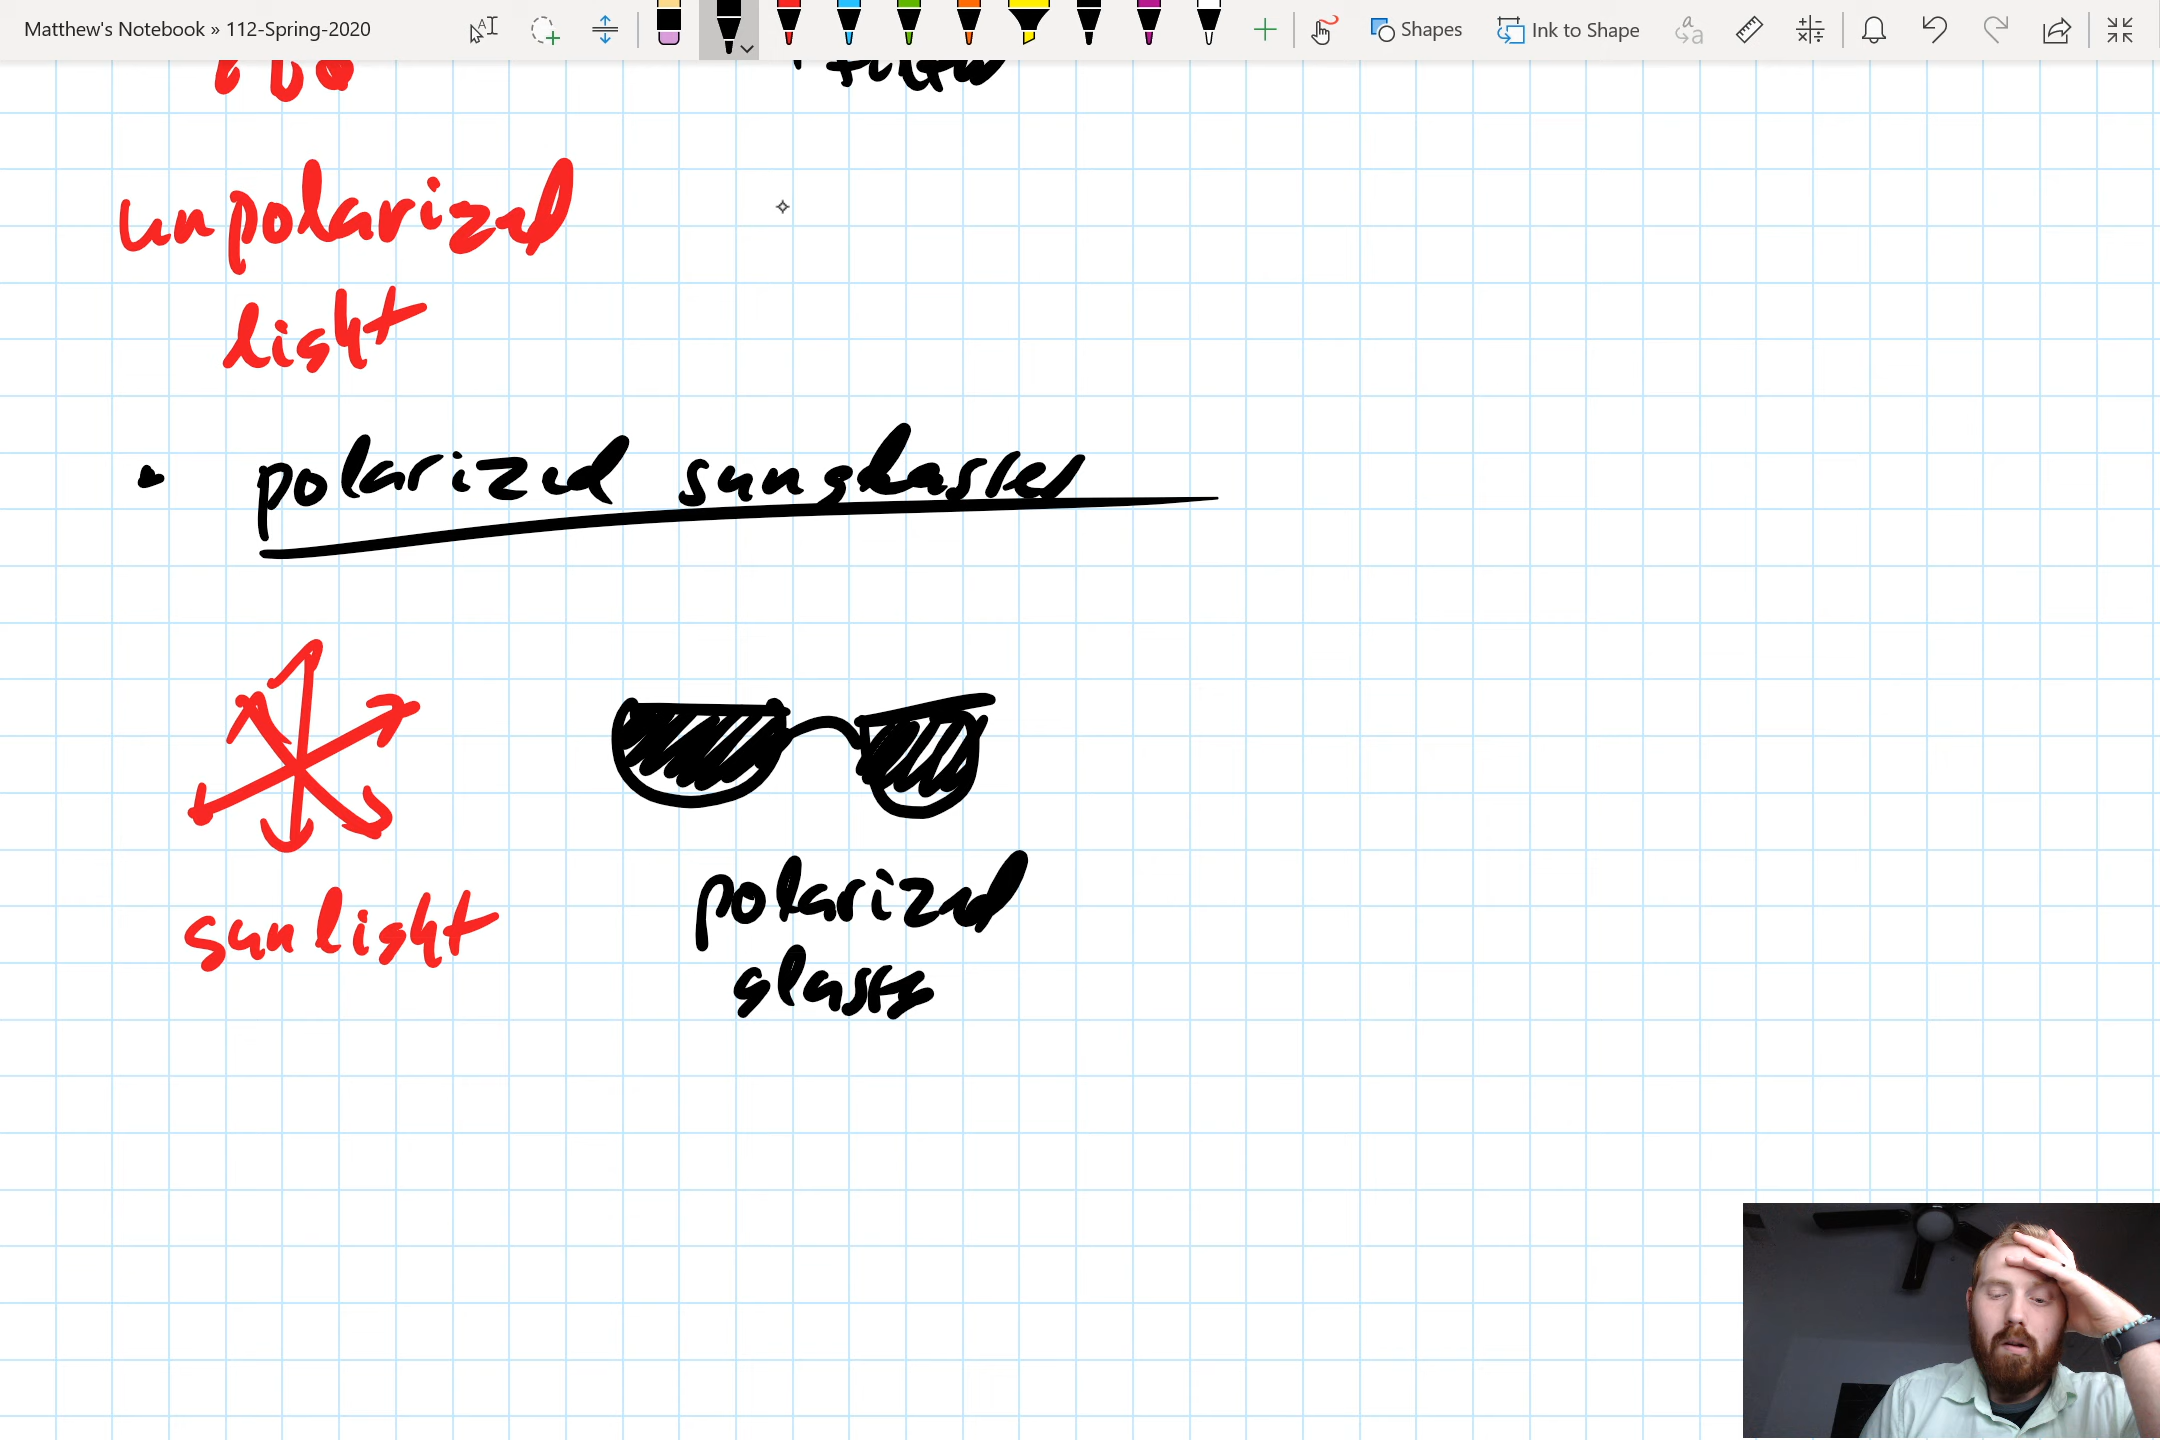 Matthew's Notebook » 112-Spring-2020
Shapes
Ink to Shape
unpolarized
light
• polarized sunglasses
sunlight
polarized
glasses